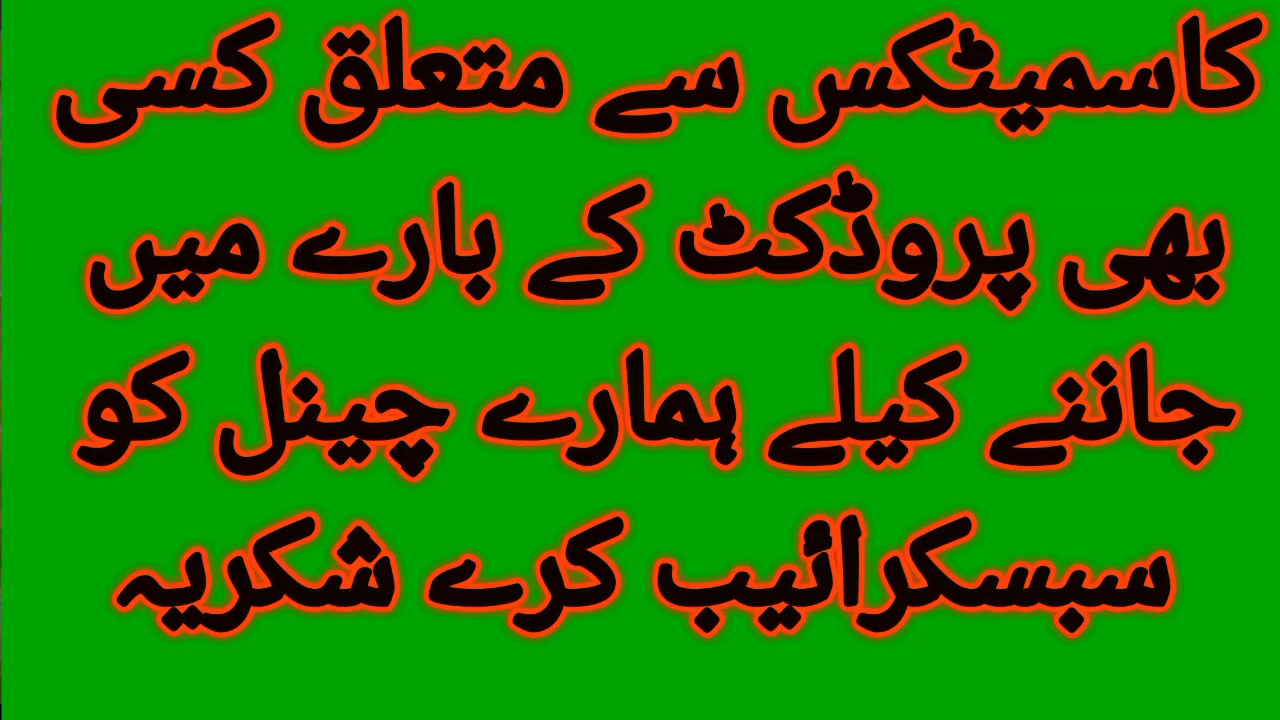 کاسمیٹکس سے متعلق کسی
بھی پروڈکٹ کے بارے میں
جاننے کیلے ہمارے چینل کو
سبسکرائیب کرے شکریہ